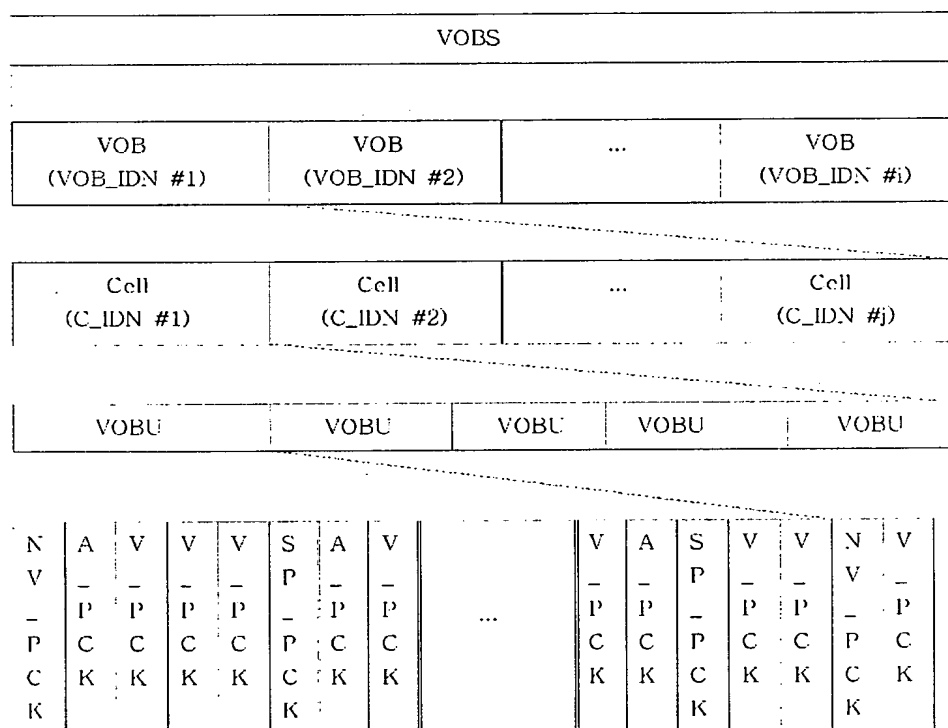 VOBS
VOB VOB ... VOB
(VOB_IDN #1) (VOB_IDN #2) (VOB_IDN #i)
Cell Cell ... Cell
(C_IDN #1) (C_IDN #2) (C_IDN #j)
VOBU VOBU VOBU VOBU VOBU
NV_PCK A_PCK V_PCK V_PCK V_PCK SP_PCK A_PCK V_PCK ... V_PCK A_PCK SP_PCK V_PCK V_PCK NV_PCK V_PCK